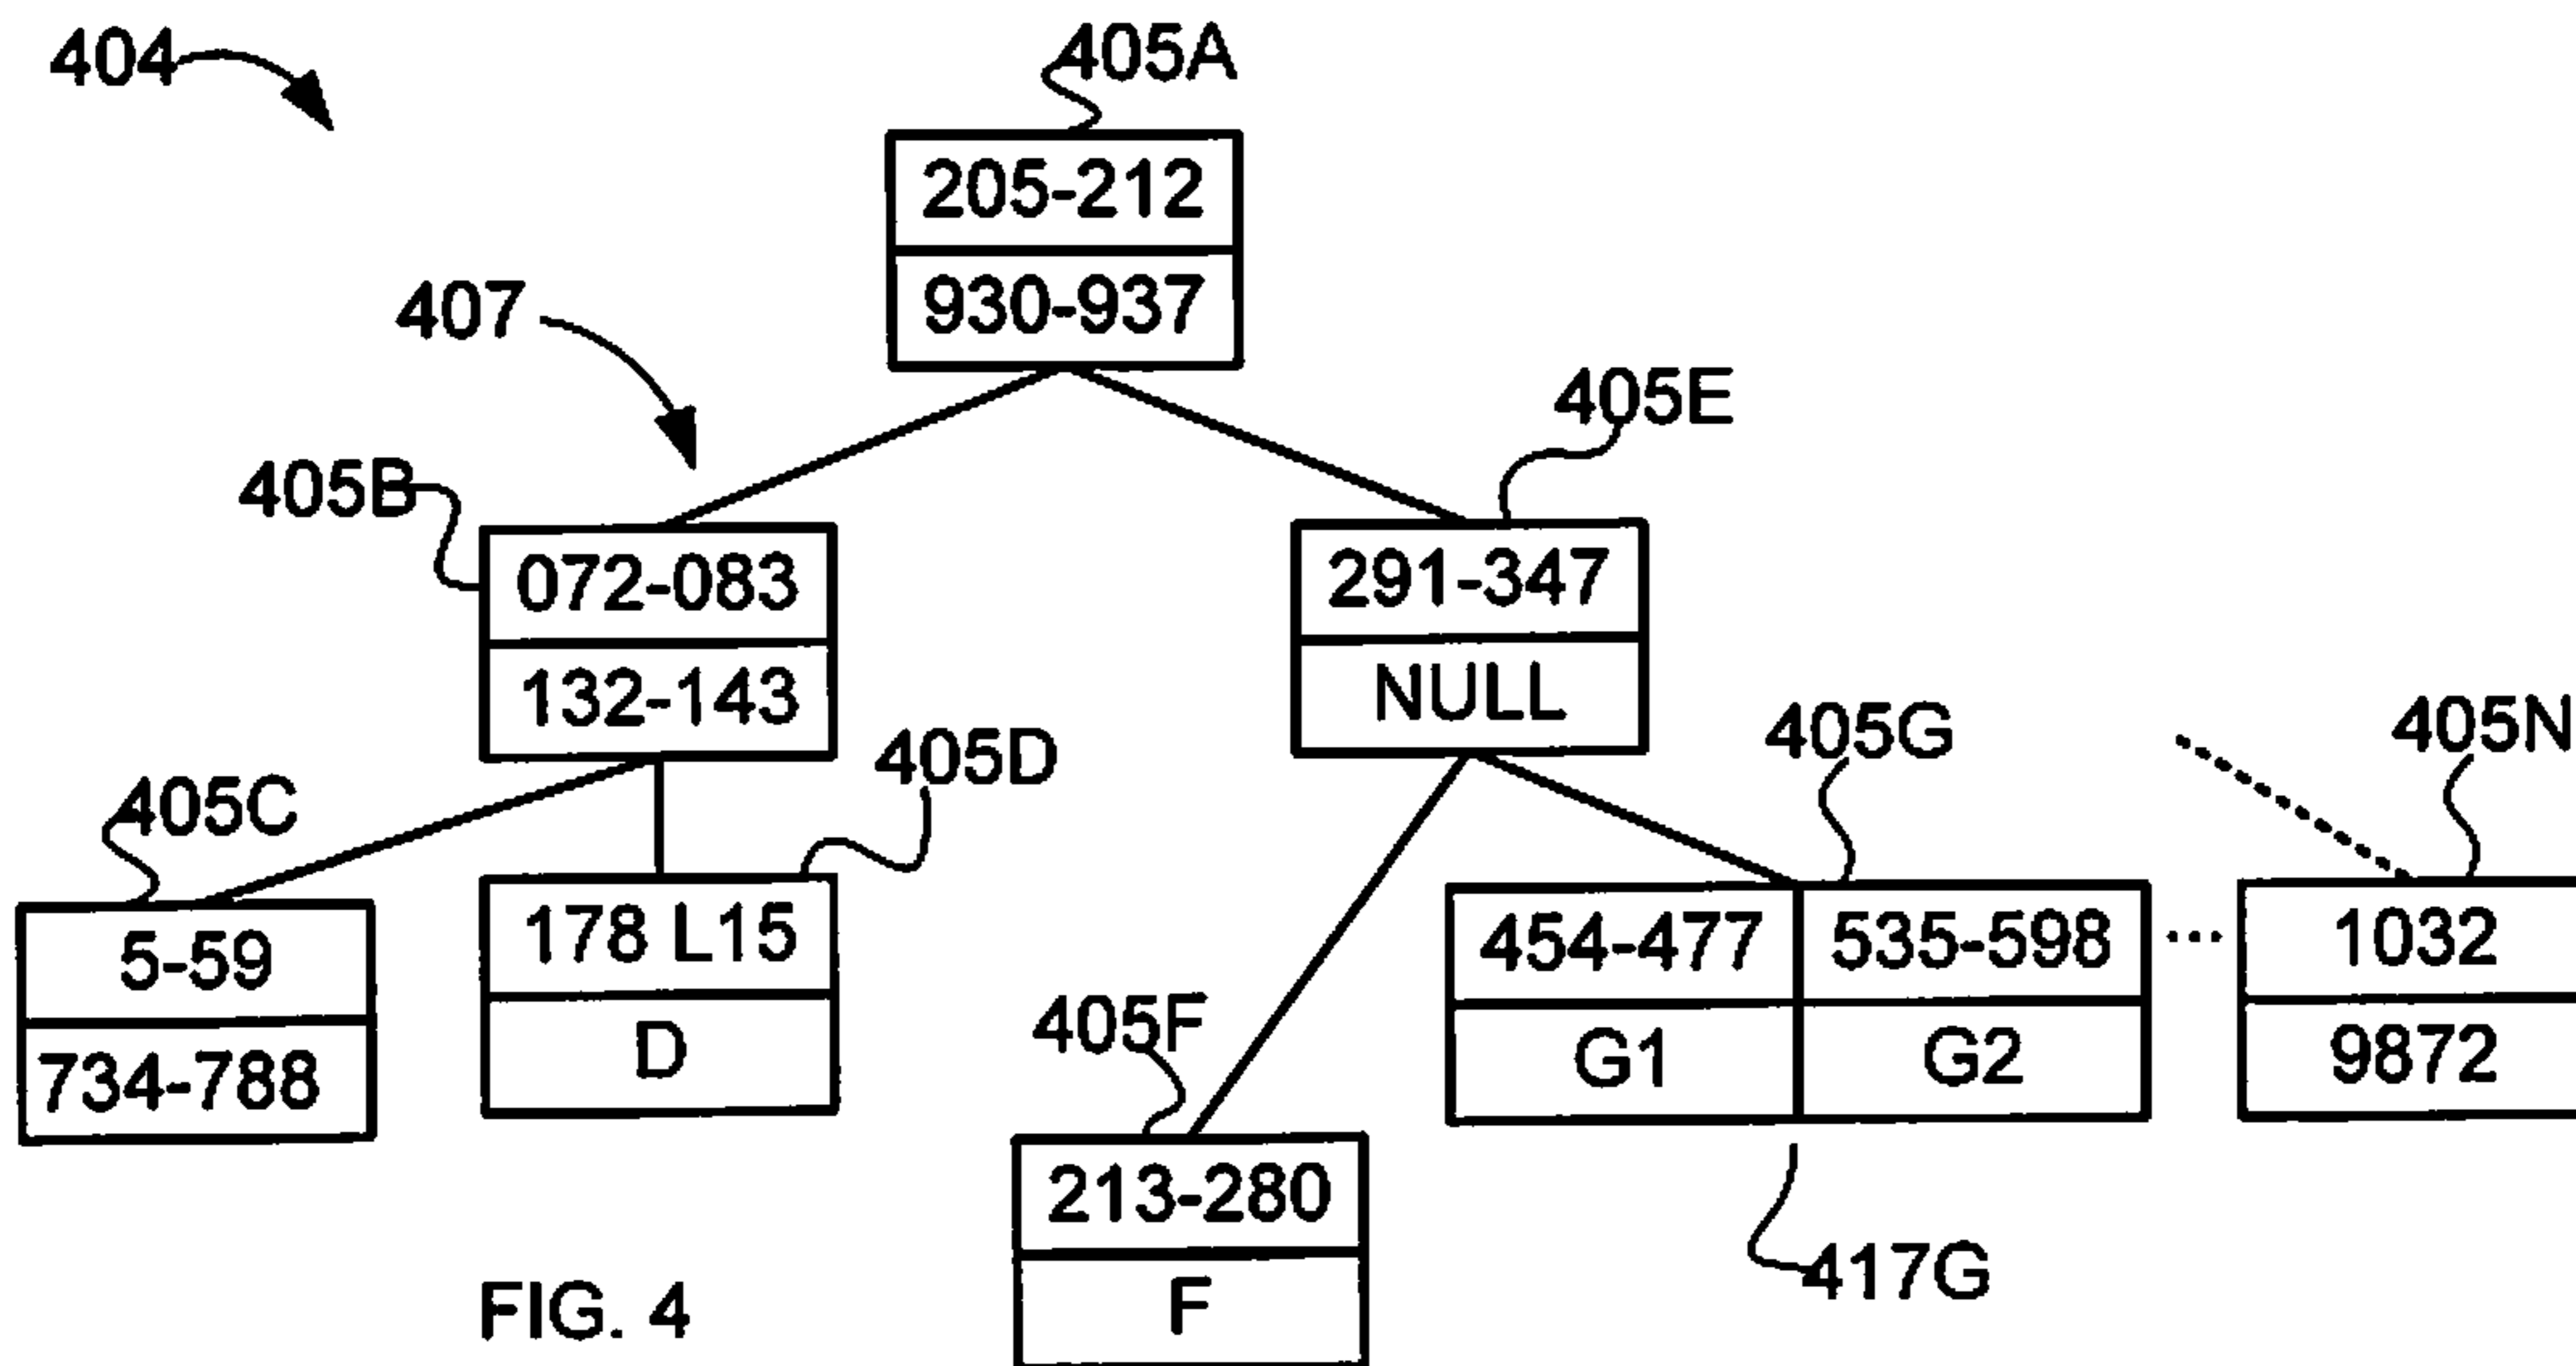 404
405A
205-212
930-937
407
405E
405B
072-083
132-143
291-347
NULL
405G
405N
405D
405C
5-59
734-788
178 L15
D
454-477
535-598
...
1032
G1
G2
9872
405F
213-280
F
417G
FIG. 4